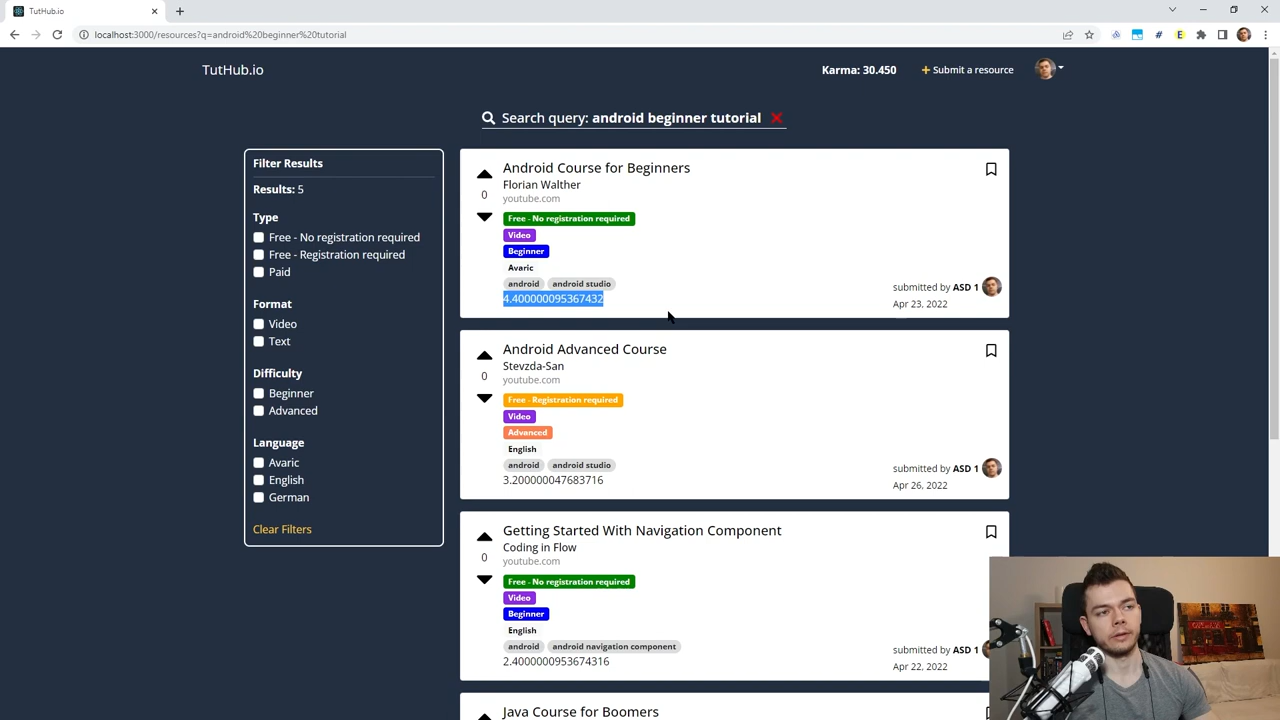 TutHub.io
localhost:3000/resources?q=android%20beginner%20tutorial
TutHub.io
Karma: 30.450
+ Submit a resource
Search query: android beginner tutorial
Filter Results
Results: 5
Type
Free - No registration required
Free - Registration required
Paid
Format
Video
Text
Difficulty
Beginner
Advanced
Language
Avaric
English
German
Clear Filters
Android Course for Beginners
Florian Walther
youtube.com
0
Free - No registration required
Video
Beginner
Avaric
android android studio
4.400000095367432
submitted by ASD 1
Apr 23, 2022
Android Advanced Course
Stevzda-San
youtube.com
0
Free - Registration required
Video
Advanced
English
android android studio
3.200000047683716
submitted by ASD 1
Apr 26, 2022
Getting Started With Navigation Component
Coding in Flow
youtube.com
0
Free - No registration required
Video
Beginner
English
android android navigation component
2.4000000953674316
submitted by ASD 1
Apr 22, 2022
Java Course for Boomers